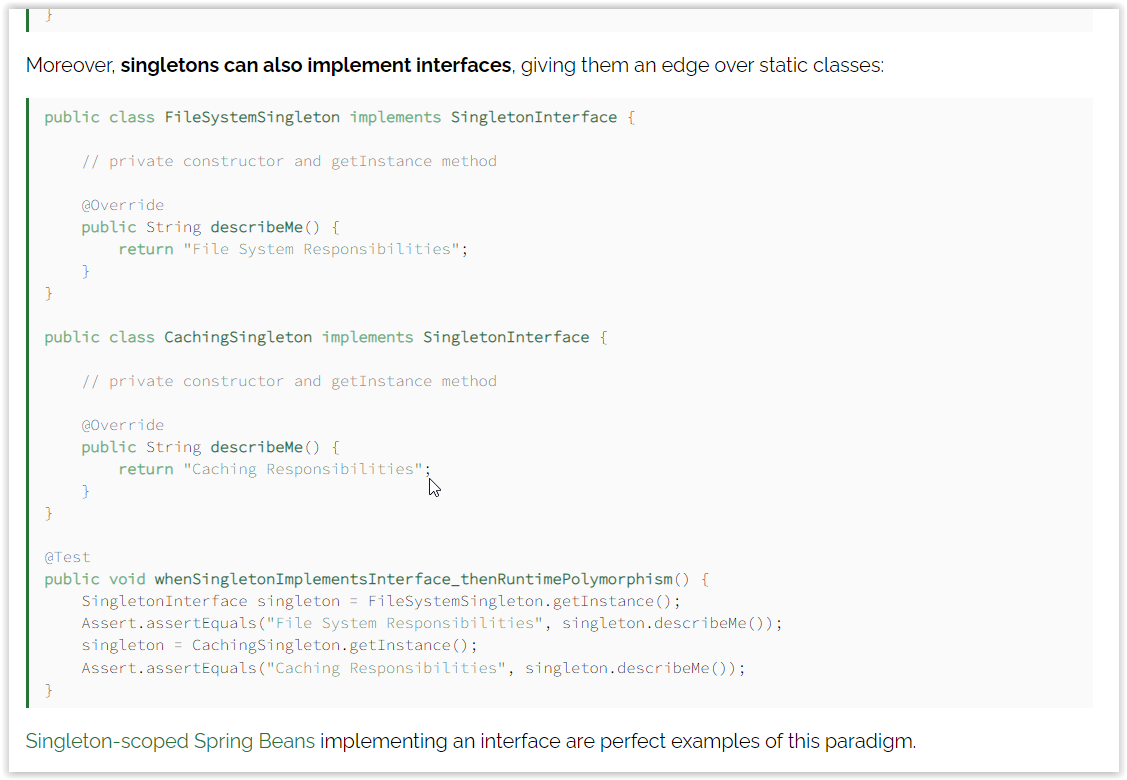 }
Moreover, singletons can also implement interfaces, giving them an edge over static classes:
public class FileSystemSingleton implements SingletonInterface {
// private constructor and getInstance method
@Override
public String describeMe() {
return "File System Responsibilities";
}
}
public class CachingSingleton implements SingletonInterface {
// private constructor and getInstance method
@Override
public String describeMe() {
return "Caching Responsibilities";
}
}
@Test
public void whenSingletonImplementsInterface_thenRuntimePolymorphism() {
SingletonInterface singleton = FileSystemSingleton.getInstance();
Assert.assertEquals("File System Responsibilities", singleton.describeMe());
singleton = CachingSingleton.getInstance();
Assert.assertEquals("Caching Responsibilities", singleton.describeMe());
}
Singleton-scoped Spring Beans implementing an interface are perfect examples of this paradigm.